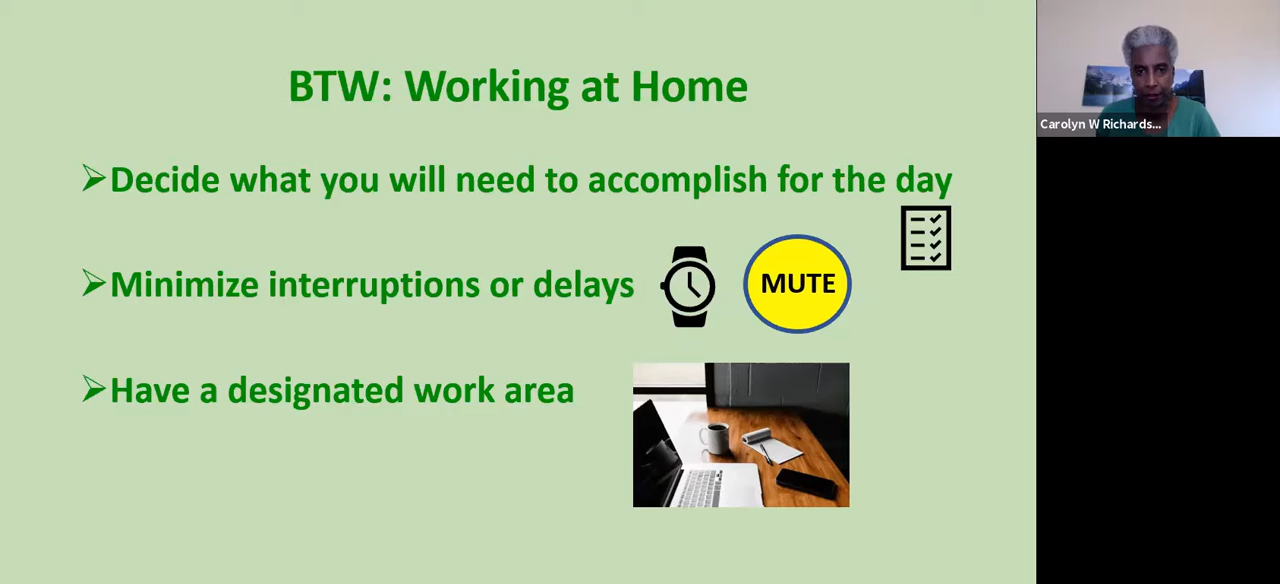 BTW: Working at Home
Decide what you will need to accomplish for the day
Minimize interruptions or delays
MUTE
Have a designated work area
Carolyn W Richards...